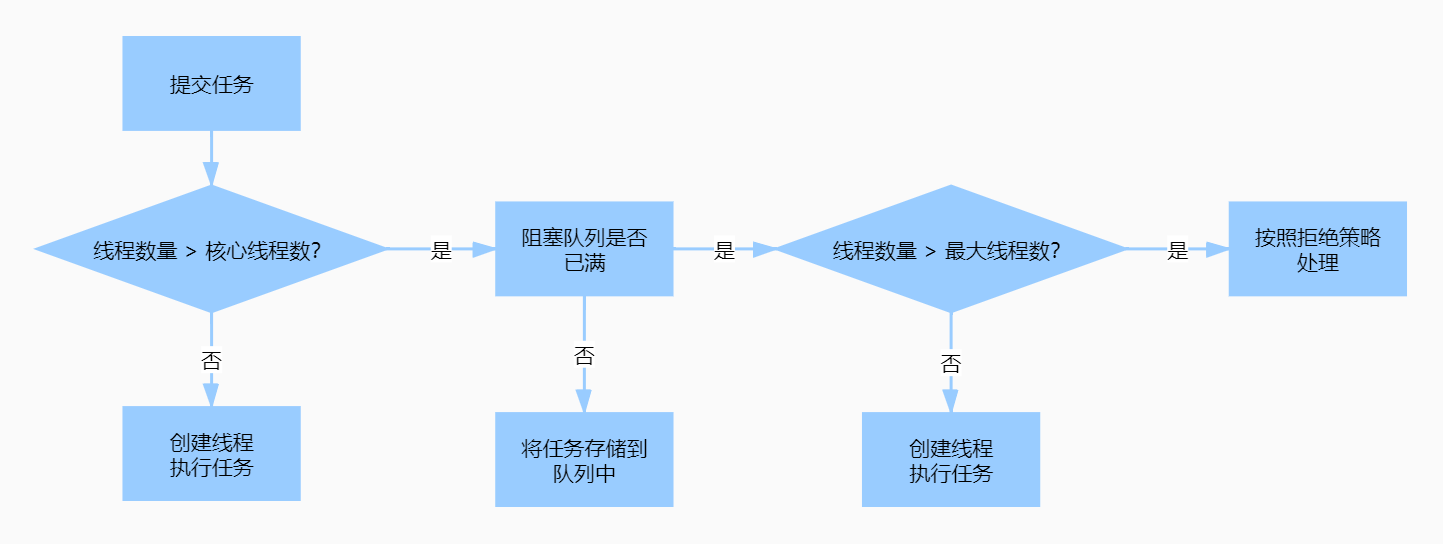 提交任务
线程数量 > 核心线程数?
是
阻塞队列是否
已满
是
线程数量 > 最大线程数?
是
按照拒绝策略
处理
否
否
否
创建线程
执行任务
将任务存储到
队列中
创建线程
执行任务